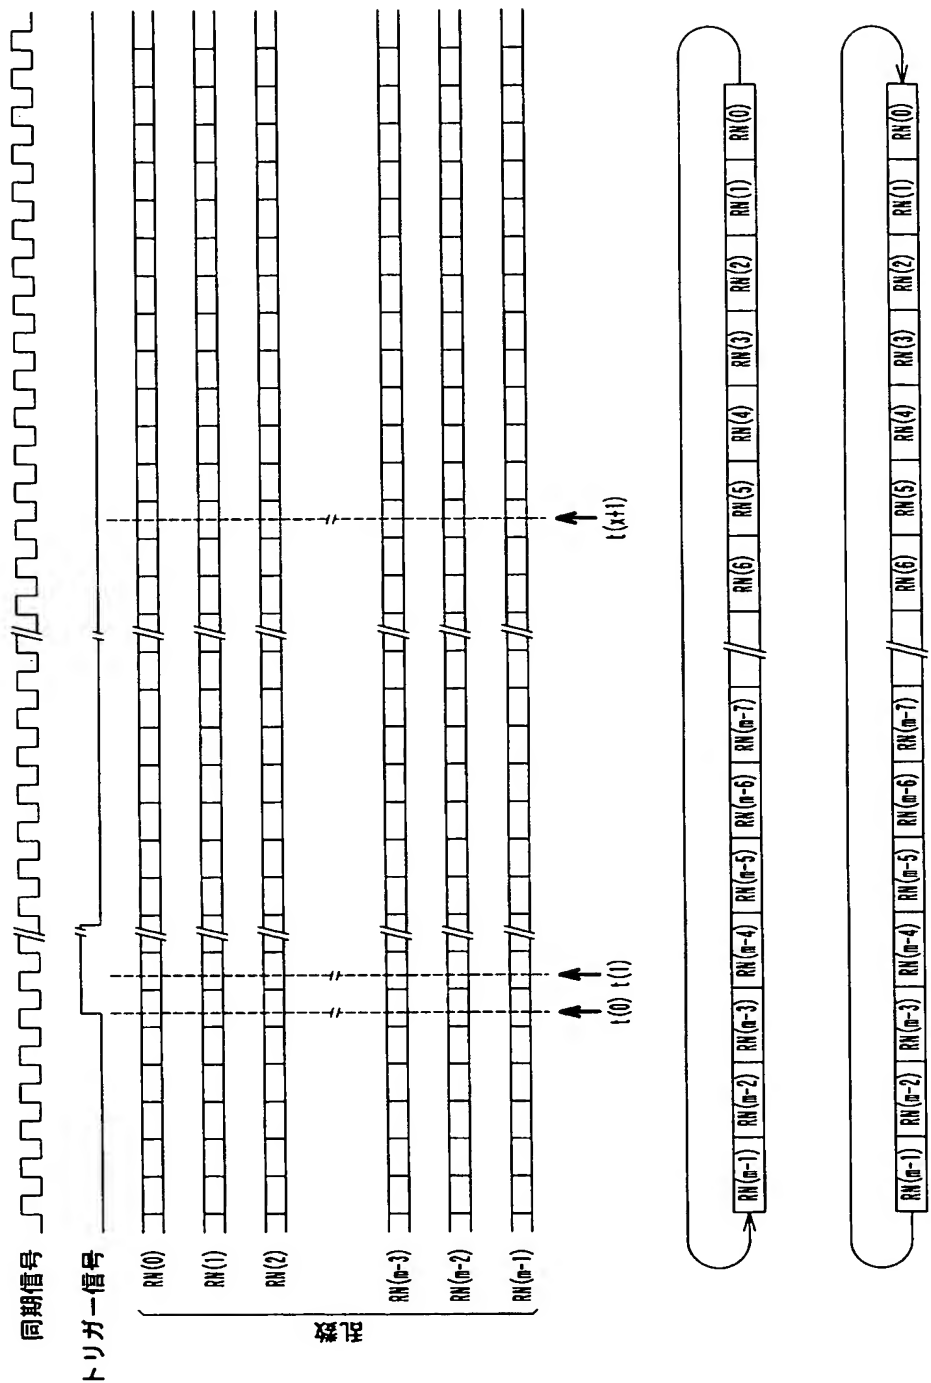 同期信号
トリガー信号
RN(0)
RN(1)
RN(2)
RN(m-3)
RN(m-2)
RN(m-1)
乱数
t(0) t(1) t(x+1)
RN(m-1) RN(m-2) RN(m-3) RN(m-4) RN(m-5) RN(m-6) RN(m-7) RN(6) RN(5) RN(4) RN(3) RN(2) RN(1) RN(0)
RN(m-1) RN(m-2) RN(m-3) RN(m-4) RN(m-5) RN(m-6) RN(m-7) RN(6) RN(5) RN(4) RN(3) RN(2) RN(1) RN(0)